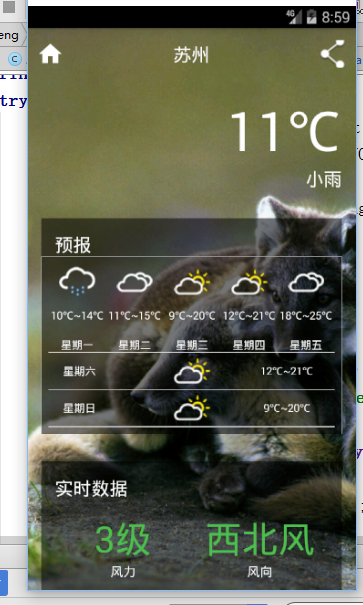 eng
4G 8:59
苏州
try
11℃
小雨
预报
10℃~14℃ 11℃~15℃ 9℃~20℃ 12℃~21℃ 18℃~25℃
星期一 星期二 星期三 星期四 星期五
星期六 12℃~21℃
星期日 9℃~20℃
实时数据
3级 西北风
风力 风向